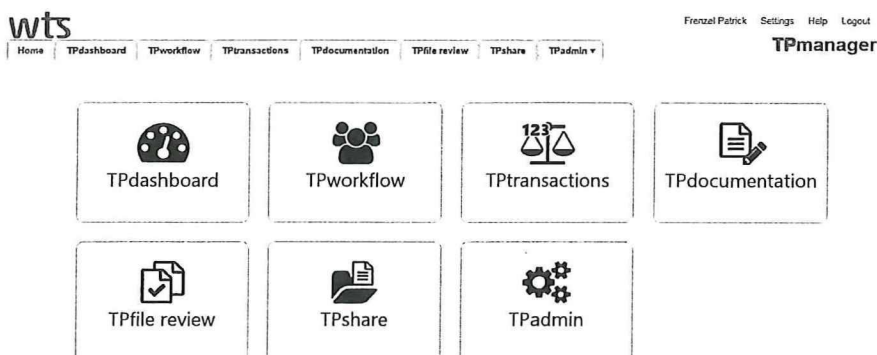 wts
Frenzel Patrick Settings Help Logout
Home TPdashboard TPworkflow TPtransactions TPdocumentation TPfile review TPshare TPadmin ▾
TPmanager
TPdashboard TPworkflow 123 TPtransactions TPdocumentation
TPfile review TPshare TPadmin